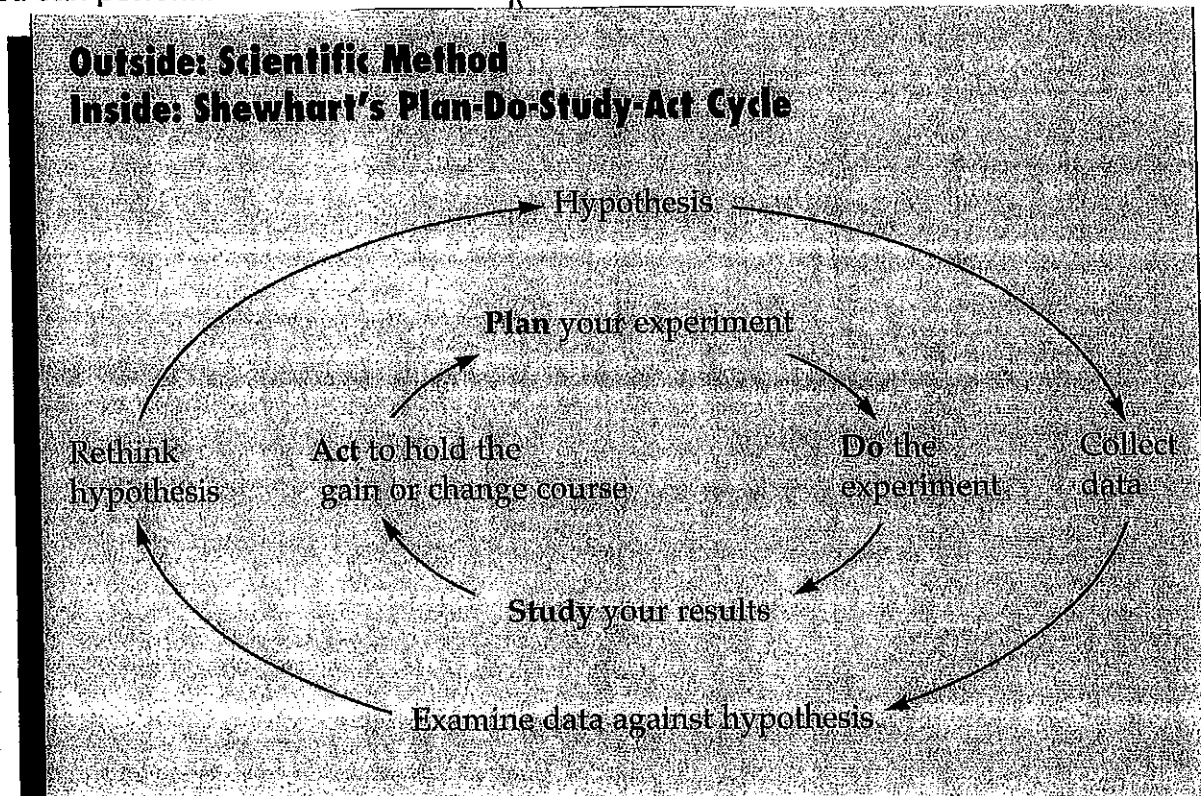 Outside: Scientific Method
Inside: Shewhart's Plan-Do-Study-Act Cycle
Hypothesis
Plan your experiment
Rethink
hypothesis
Act to hold the
gain or change course
Do the
experiment
Collect
data
Study your results
Examine data against hypothesis